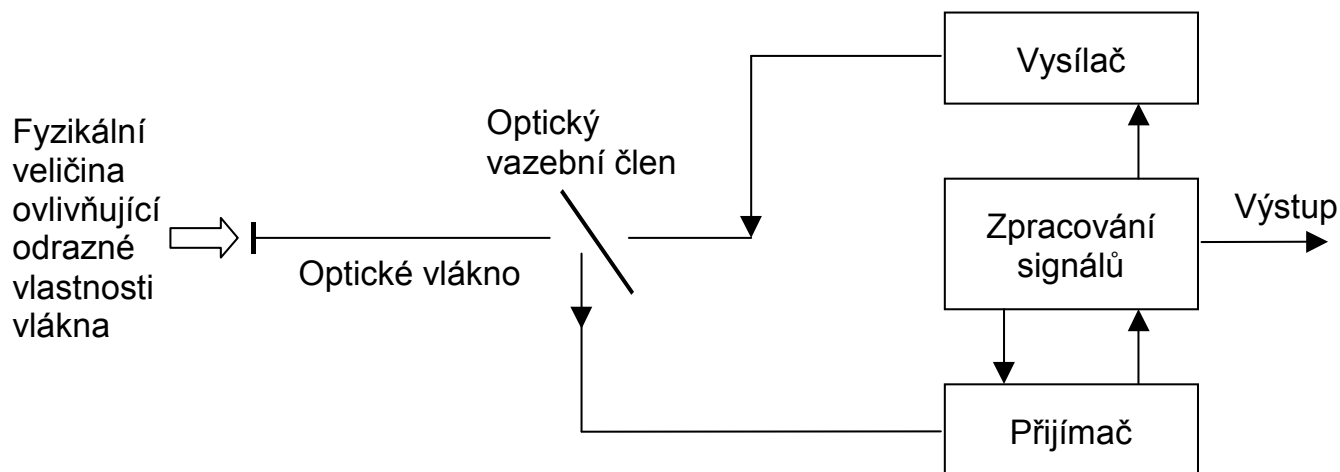 Fyzikální
veličina
ovlivňující
odrazné
vlastnosti
vlákna
Optický
vazební člen
Optické vlákno
Vysílač
Zpracování
signálů
Výstup
Přijímač